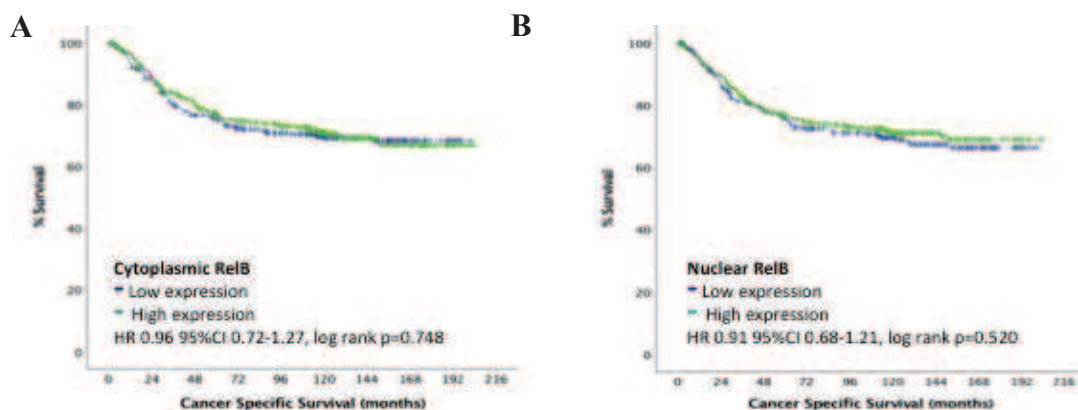 A
B
100
80
60
40
20
0
% Survival
Cytoplasmic RelB
Low expression
High expression
HR 0.96 95%CI 0.72-1.27, log rank p=0.748
0 24 48 72 96 120 144 168 192 216
Cancer Specific Survival (months)
100
80
60
40
20
0
% Survival
Nuclear RelB
Low expression
High expression
HR 0.91 95%CI 0.68-1.21, log rank p=0.520
0 24 48 72 96 120 144 168 192 216
Cancer Specific Survival (months)